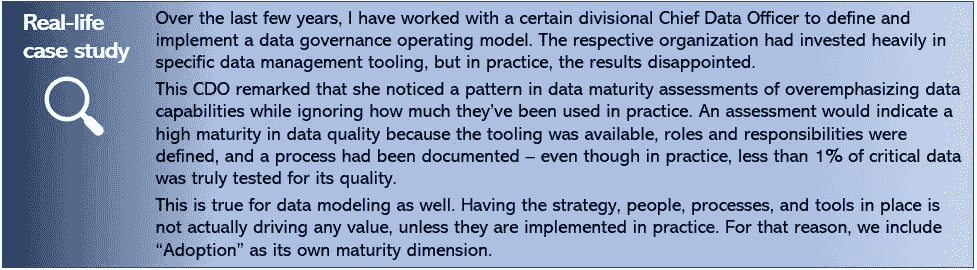 Real-life
case study
Over the last few years, I have worked with a certain divisional Chief Data Officer to define and
implement a data governance operating model. The respective organization had invested heavily in
specific data management tooling, but in practice, the results disappointed.
This CDO remarked that she noticed a pattern in data maturity assessments of overemphasizing data
capabilities while ignoring how much they’ve been used in practice. An assessment would indicate a
high maturity in data quality because the tooling was available, roles and responsibilities were
defined, and a process had been documented – even though in practice, less than 1% of critical data
was truly tested for its quality.
This is true for data modeling as well. Having the strategy, people, processes, and tools in place is
not actually driving any value, unless they are implemented in practice. For that reason, we include
“Adoption” as its own maturity dimension.